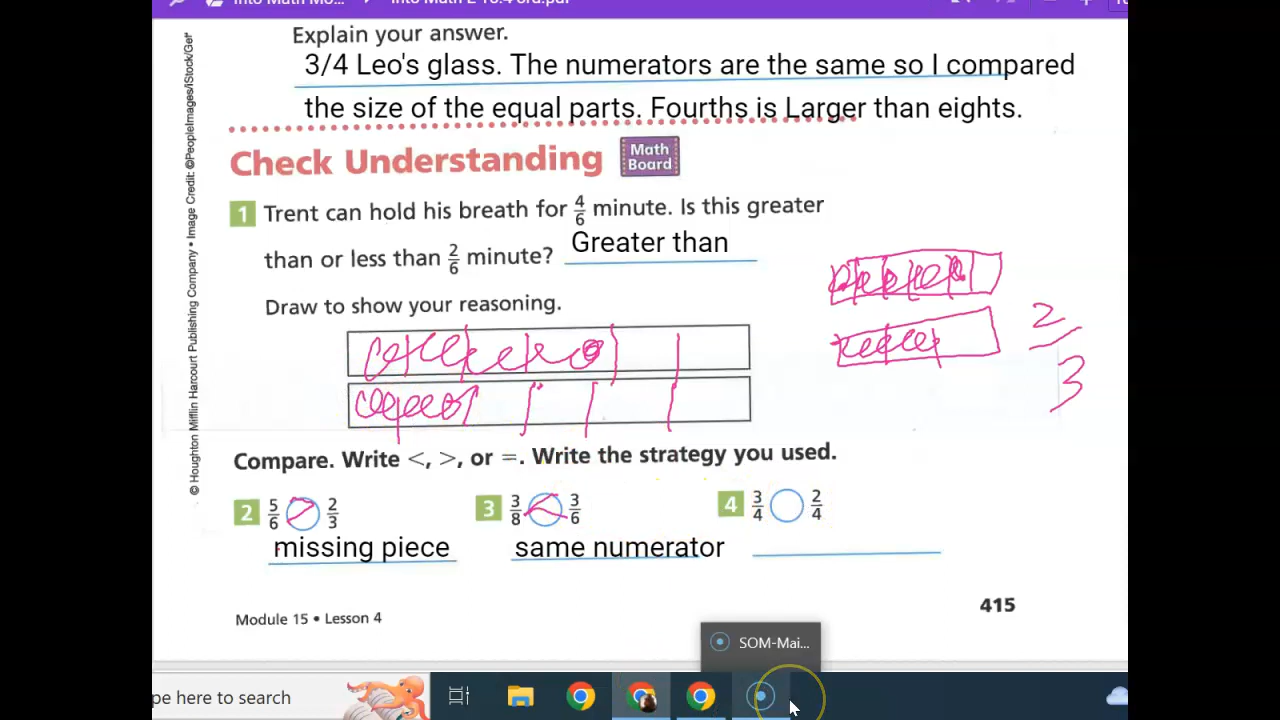 Explain your answer.
3/4 Leo's glass. The numerators are the same so I compared
the size of the equal parts. Fourths is Larger than eights.
Check Understanding
Math
Board
1 Trent can hold his breath for 4/6 minute. Is this greater
than or less than 2/6 minute? Greater than
Draw to show your reasoning.
2/3
Compare. Write <, >, or =. Write the strategy you used.
2 5/6 > 2/3
missing piece
3 3/8 < 3/6
same numerator
4 3/4 2/4
Module 15 • Lesson 4
415
© Houghton Mifflin Harcourt Publishing Company • Image Credit: ©PeopleImages/iStock/Get
SOM-Mai...
pe here to search